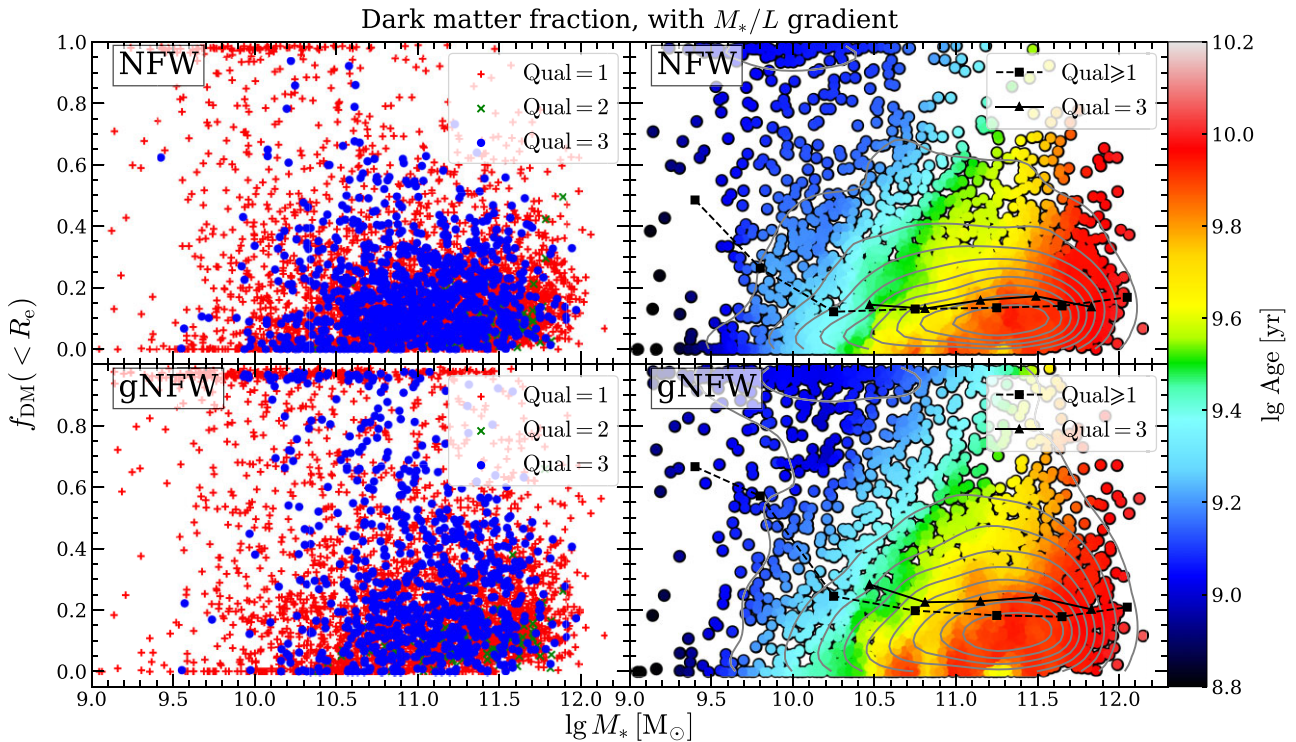 Dark matter fraction, with M*/L gradient
1.0
0.8
0.6
0.4
0.2
0.0
NFW
Qual = 1
Qual = 2
Qual = 3
NFW
Qual⩾1
Qual = 3
0.8
0.6
0.4
0.2
0.0
gNFW
Qual = 1
Qual = 2
Qual = 3
gNFW
Qual⩾1
Qual = 3
f_DM(< R_e)
9.0 9.5 10.0 10.5 11.0 11.5 12.0
9.5 10.0 10.5 11.0 11.5 12.0
lg M* [M⊙]
10.2
10.0
9.8
9.6
9.4
9.2
9.0
8.8
lg Age [yr]